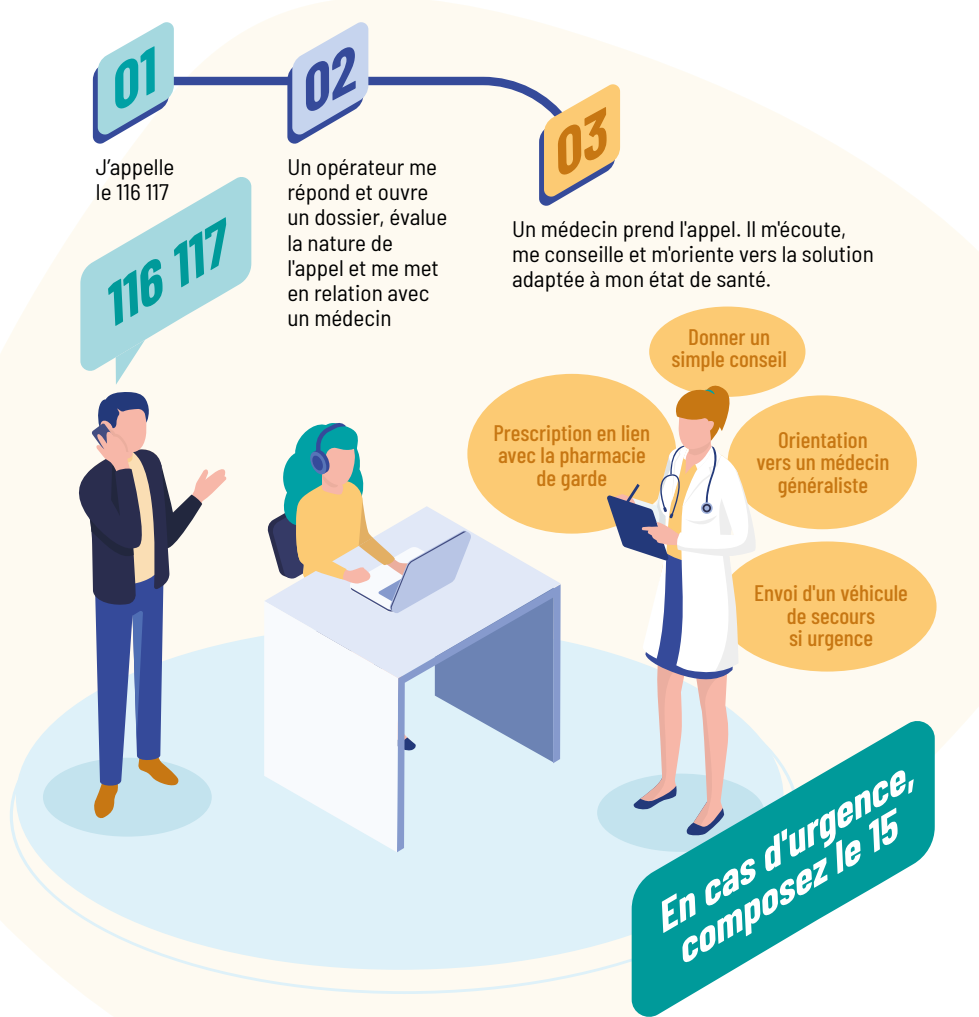 01
J'appelle
le 116 117
116 117
02
Un opérateur me
répond et ouvre
un dossier, évalue
la nature de
l'appel et me met
en relation avec
un médecin
03
Un médecin prend l'appel. Il m'écoute,
me conseille et m'oriente vers la solution
adaptée à mon état de santé.
Donner un
simple conseil
Prescription en lien
avec la pharmacie
de garde
Orientation
vers un médecin
généraliste
Envoi d'un véhicule
de secours
si urgence
En cas d'urgence,
composez le 15